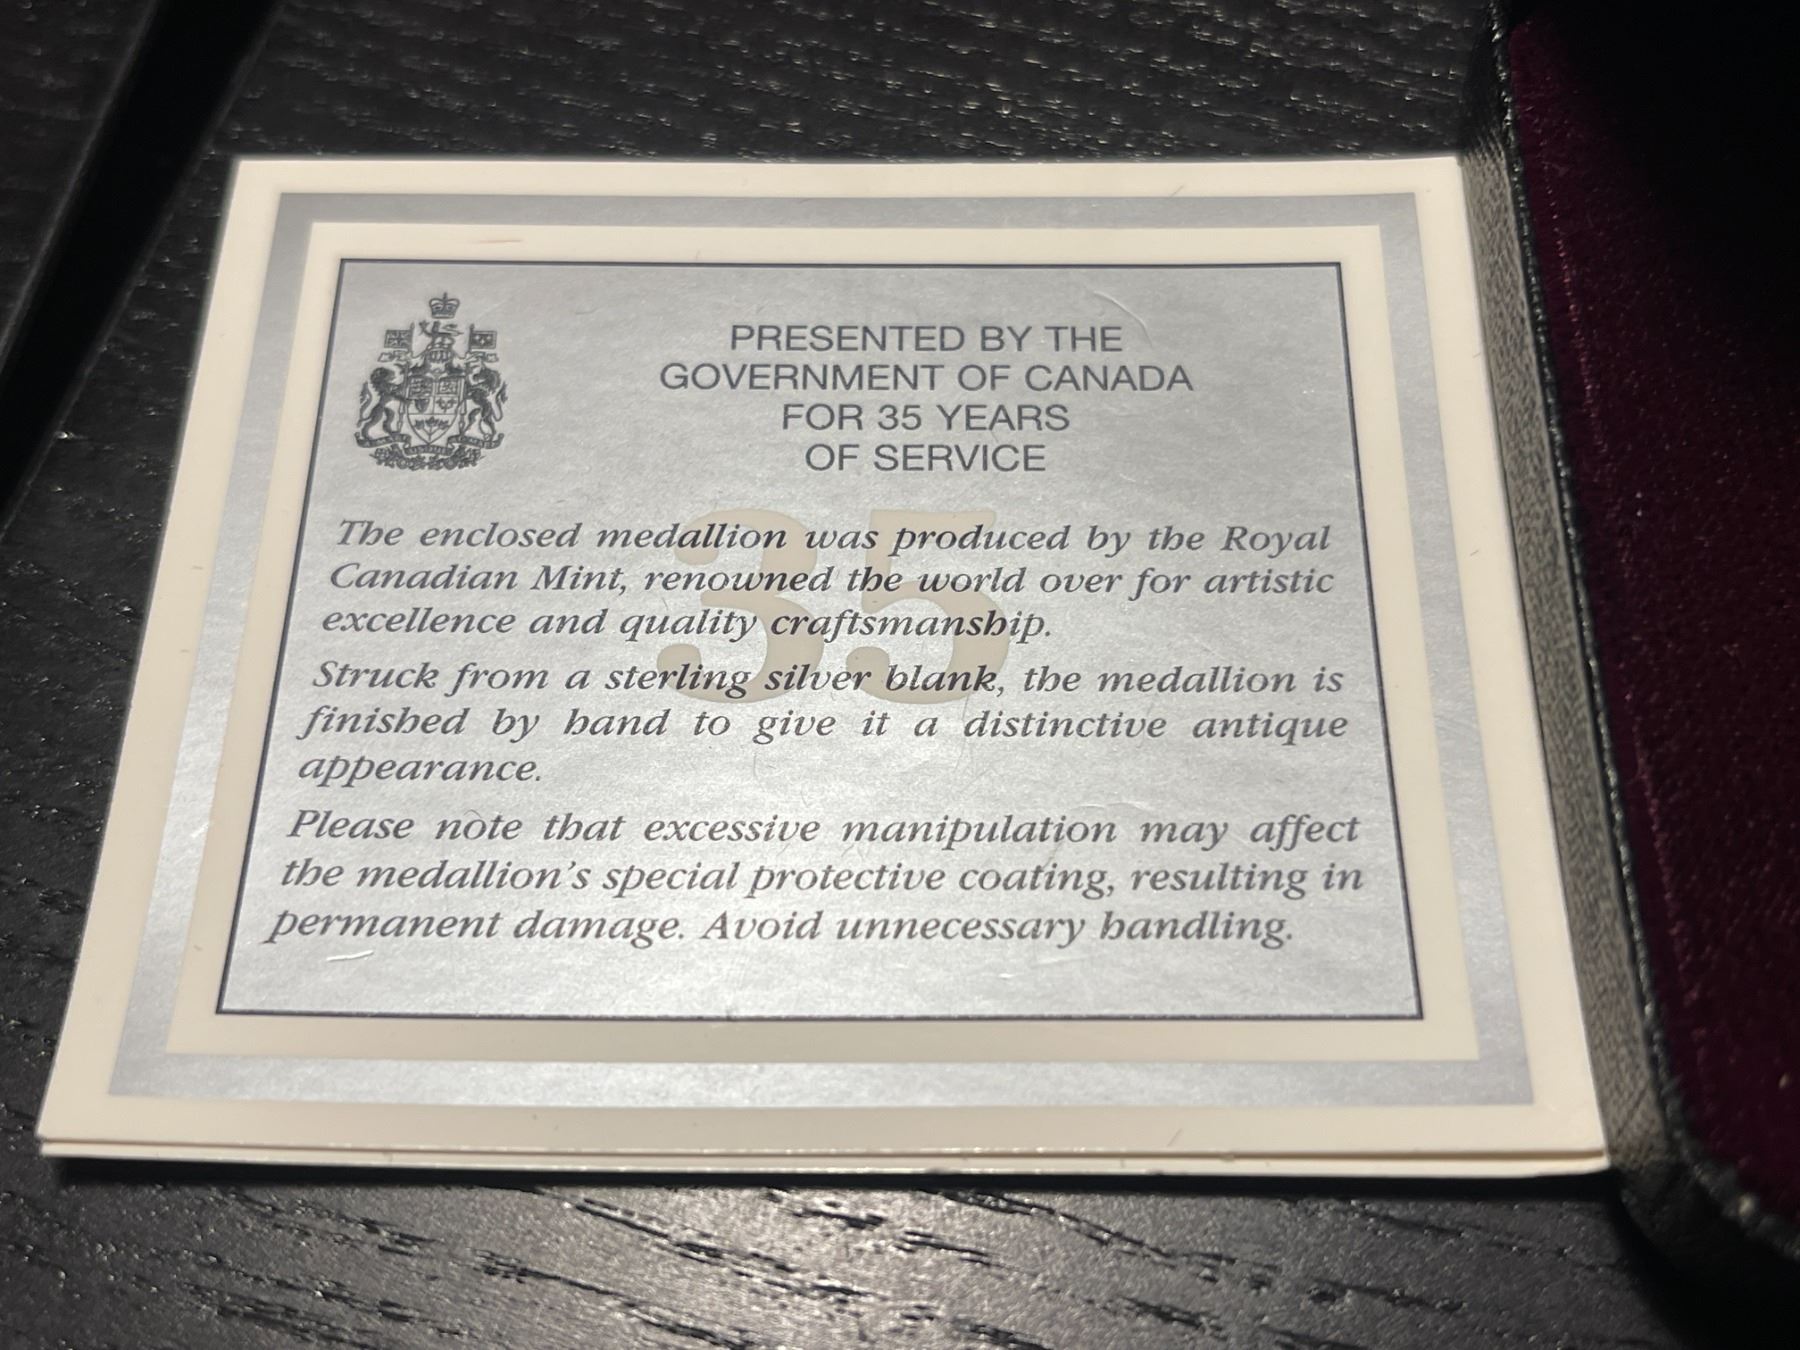 PRESENTED BY THE
GOVERNMENT OF CANADA
FOR 35 YEARS
OF SERVICE
35
The enclosed medallion was produced by the Royal
Canadian Mint, renowned the world over for artistic
excellence and quality craftsmanship.
Struck from a sterling silver blank, the medallion is
finished by hand to give it a distinctive antique
appearance.
Please note that excessive manipulation may affect
the medallion's special protective coating, resulting in
permanent damage. Avoid unnecessary handling.